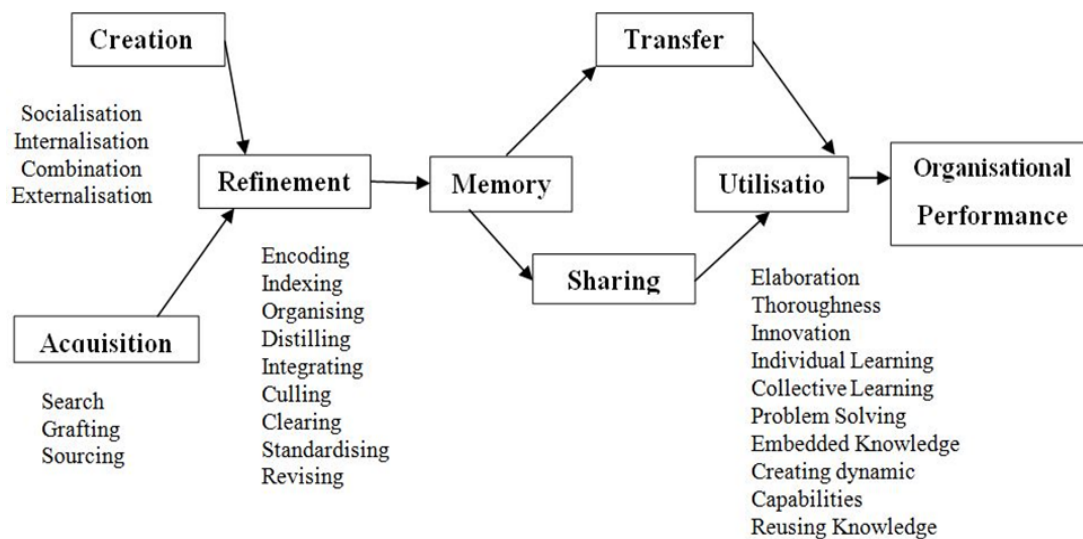 Creation
Transfer
Socialisation
Internalisation
Combination
Externalisation
Refinement
Memory
Utilisatio
Organisational
Performance
Encoding
Indexing
Organising
Distilling
Integrating
Culling
Clearing
Standardising
Revising
Sharing
Acquisition
Search
Grafting
Sourcing
Elaboration
Thoroughness
Innovation
Individual Learning
Collective Learning
Problem Solving
Embedded Knowledge
Creating dynamic
Capabilities
Reusing Knowledge